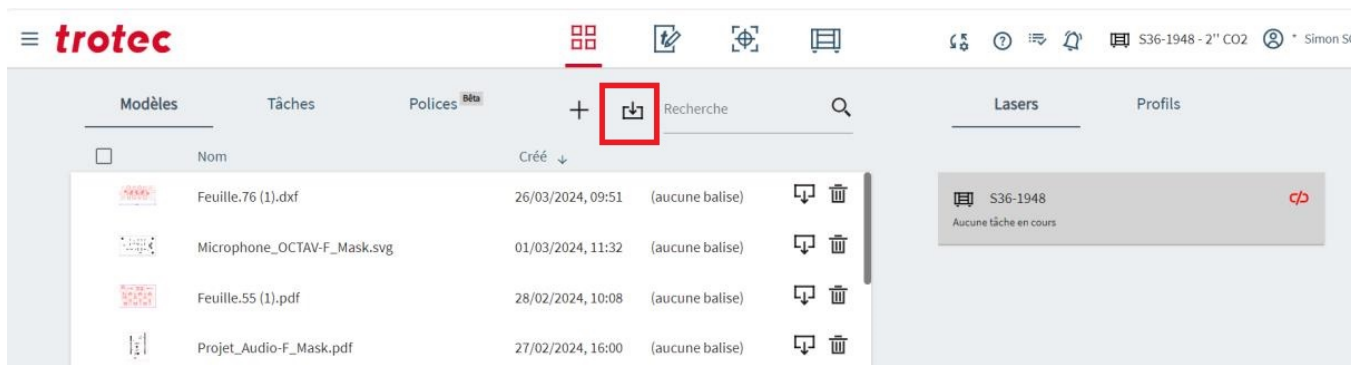 trotec
S36-1948 - 2'' CO2
Simon
Modèles Tâches Polices Bêta Recherche Lasers Profils
Nom Créé
Feuille.76 (1).dxf 26/03/2024, 09:51 (aucune balise)
S36-1948
Aucune tâche en cours
Microphone_OCTAV-F_Mask.svg 01/03/2024, 11:32 (aucune balise)
Feuille.55 (1).pdf 28/02/2024, 10:08 (aucune balise)
Projet_Audio-F_Mask.pdf 27/02/2024, 16:00 (aucune balise)